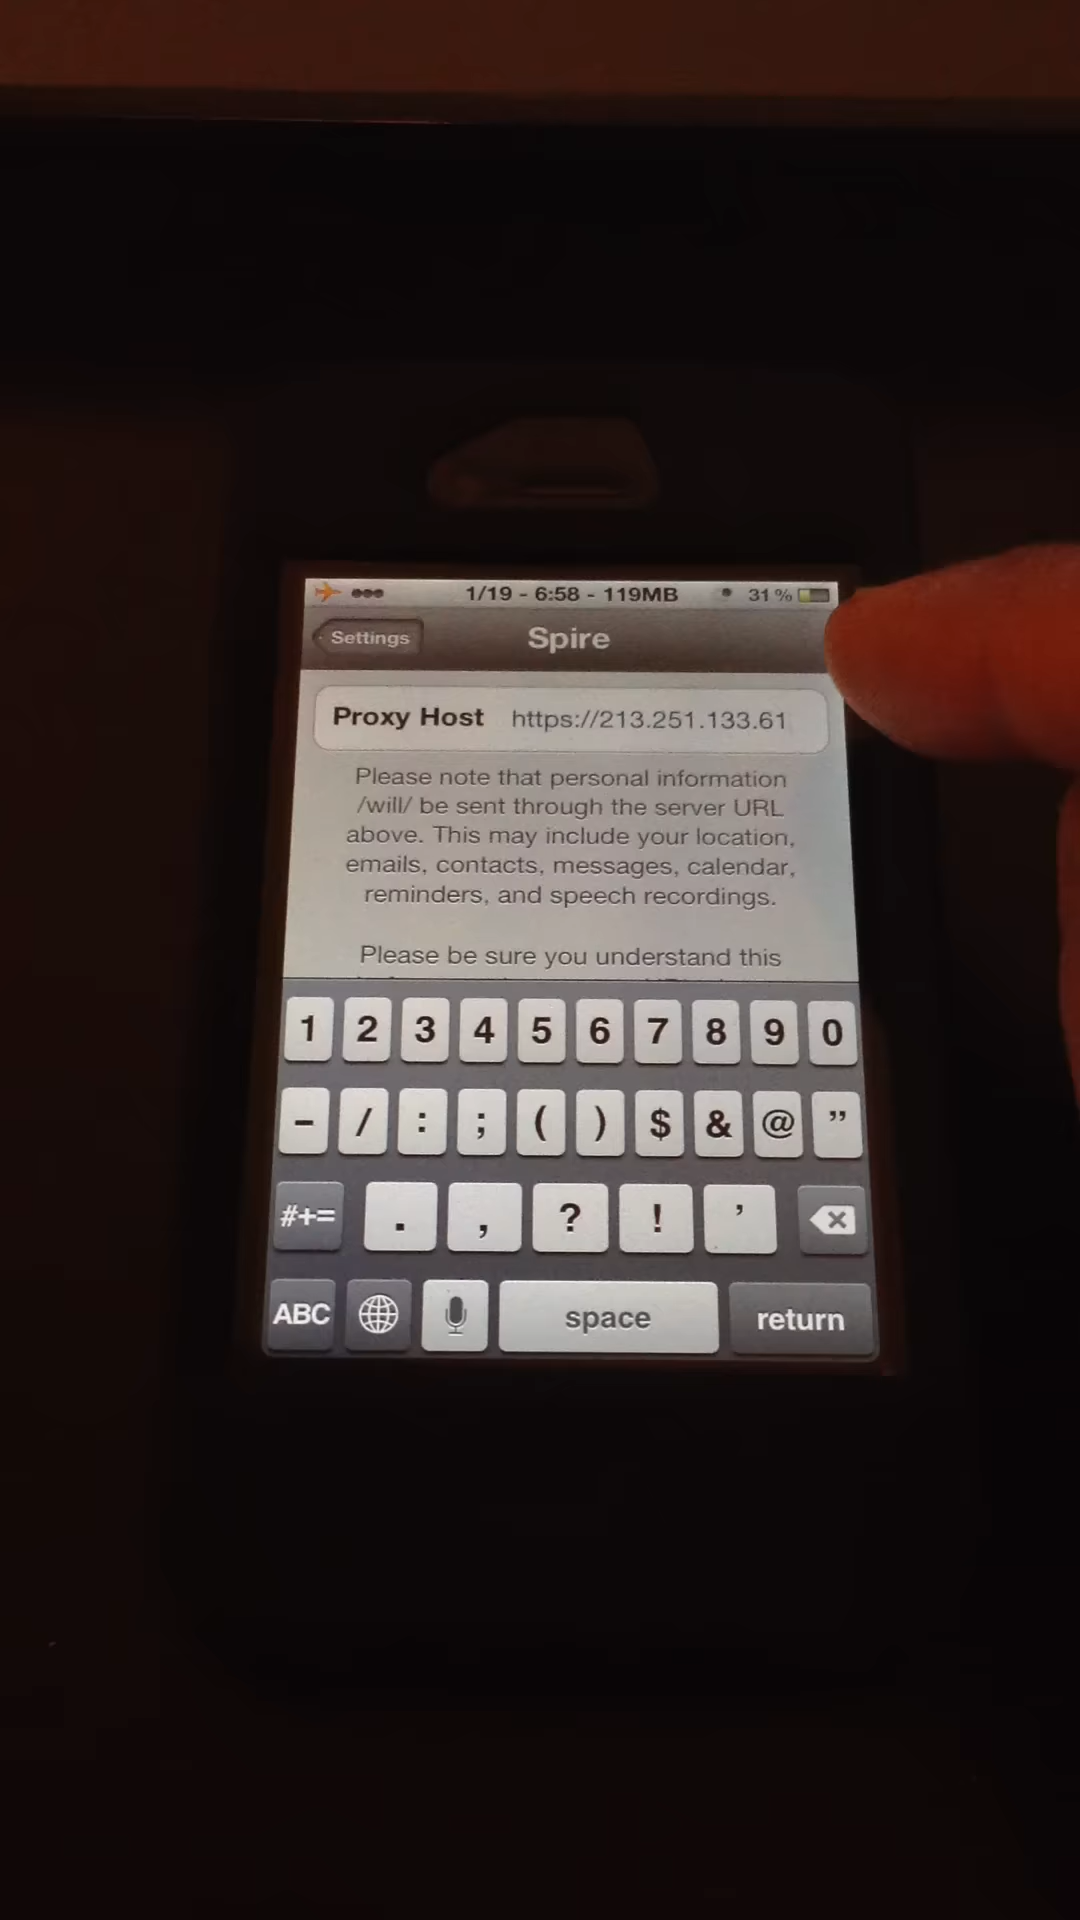 1/19 - 6:58 - 119MB 31%
Settings Spire
Proxy Host https://213.251.133.61
Please note that personal information
/will/ be sent through the server URL
above. This may include your location,
emails, contacts, messages, calendar,
reminders, and speech recordings.
Please be sure you understand this
1 2 3 4 5 6 7 8 9 0
- / : ; ( ) $ & @ ”
#+= . , ? ! ’
ABC space return